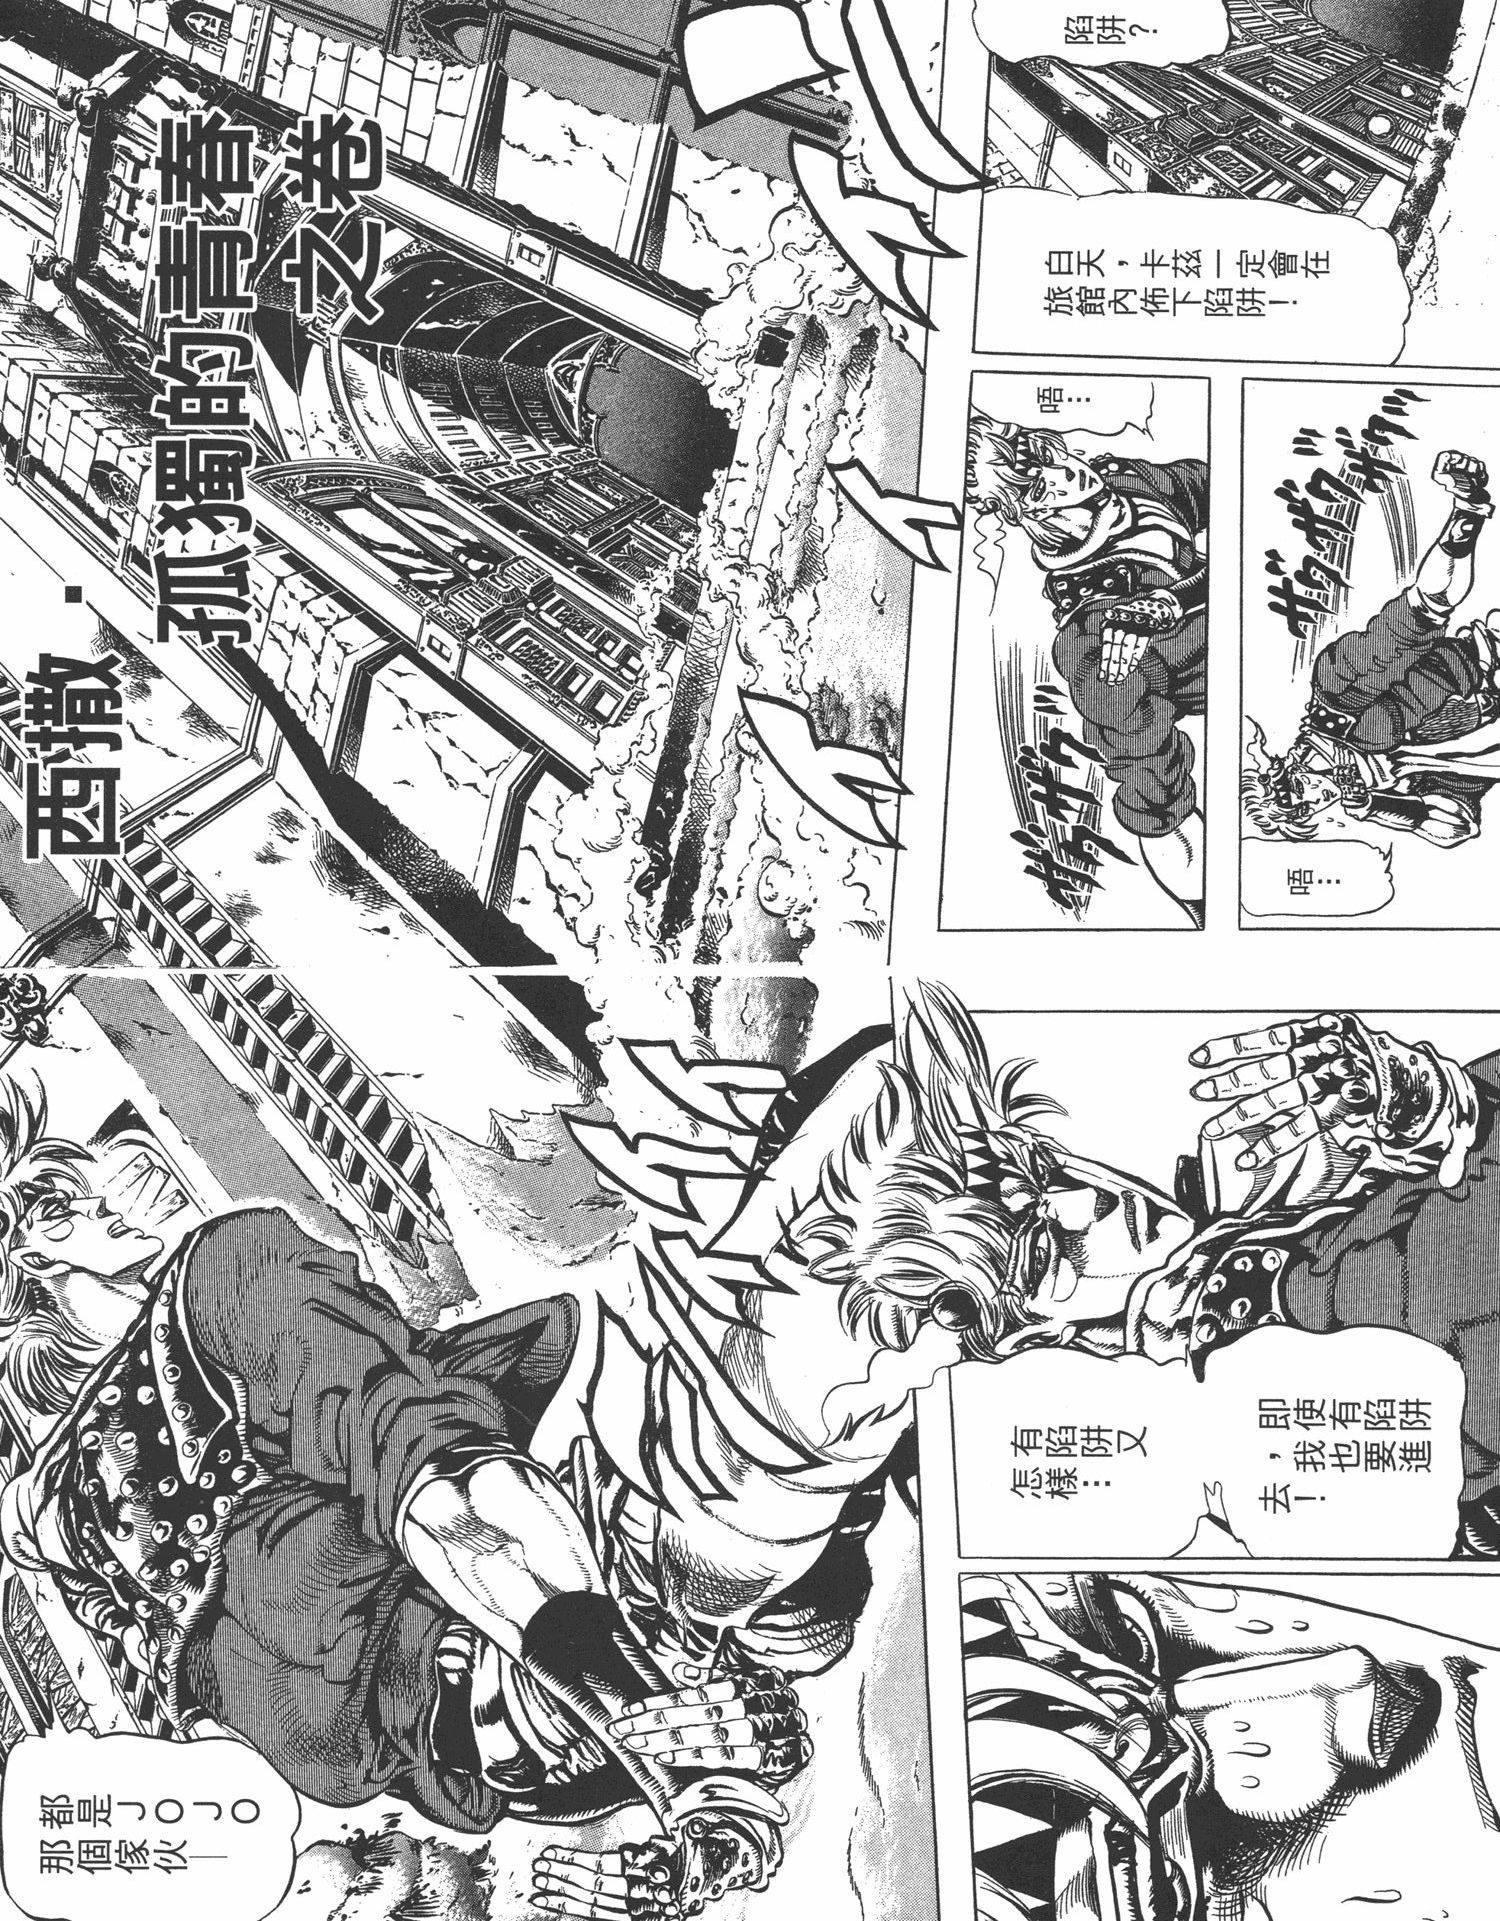 西撒・
孤獨的青春
之卷
都是ＪＯＪＯ
那個傢伙——
陷阱？
白天，卡茲一定會在
旅館內佈下陷阱！
唔…
唔…
有陷阱又
怎樣…
即使有陷阱
，我也要進
去！